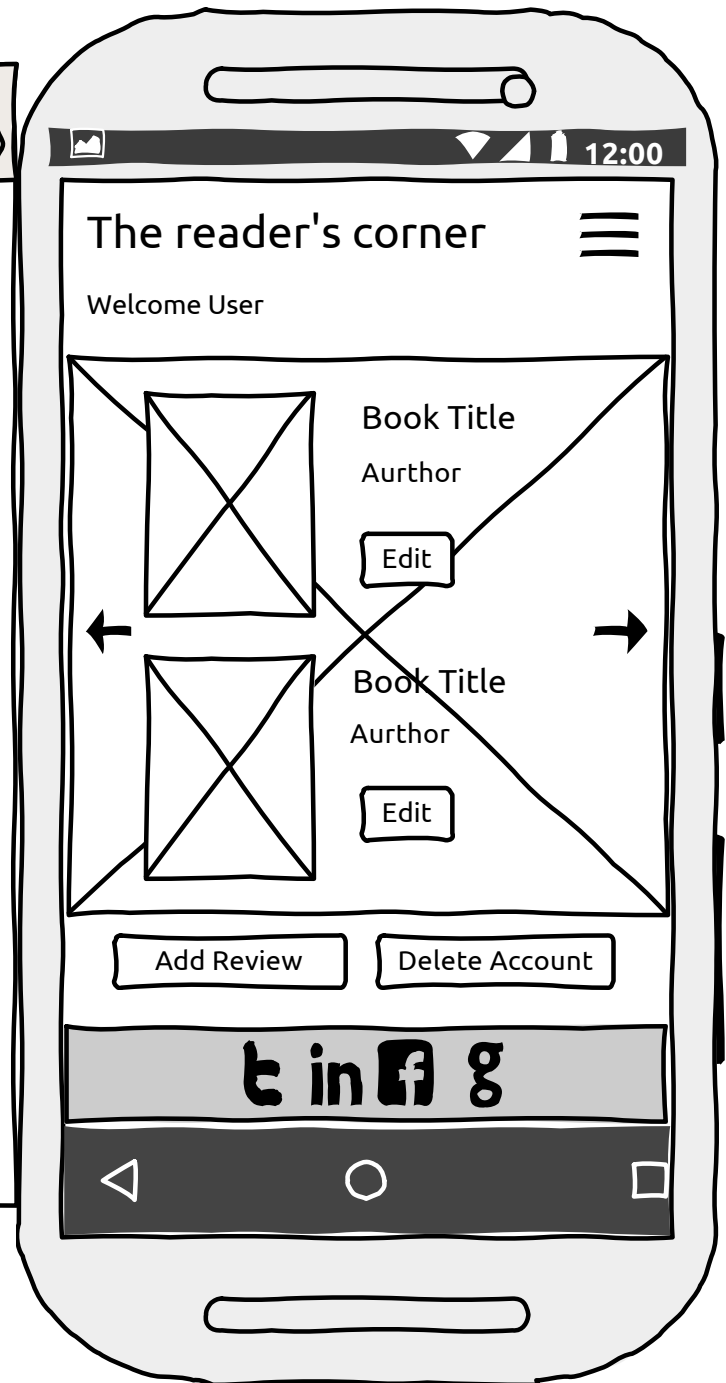 12:00
The reader's corner
Welcome User
Book Title
Aurthor
Edit
Book Title
Aurthor
Edit
Add Review
Delete Account
t in f g